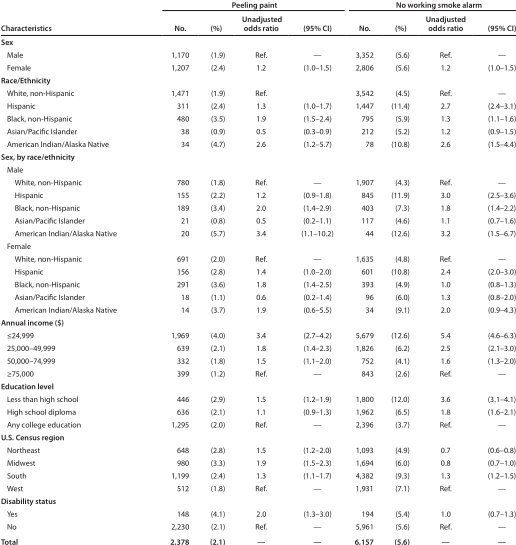 Peeling paint No working smoke alarm
Characteristics No. (%) Unadjusted odds ratio (95% CI) No. (%) Unadjusted odds ratio (95% CI)
Sex
Male 1,170 (1.9) Ref. — 3,352 (5.6) Ref. —
Female 1,207 (2.4) 1.2 (1.0–1.5) 2,806 (5.6) 1.2 (1.0–1.5)
Race/Ethnicity
White, non-Hispanic 1,471 (1.9) Ref. 3,542 (4.5) Ref. —
Hispanic 311 (2.4) 1.3 (1.0–1.7) 1,447 (11.4) 2.7 (2.4–3.1)
Black, non-Hispanic 480 (3.5) 1.9 (1.5–2.4) 795 (5.9) 1.3 (1.1–1.6)
Asian/Pacific Islander 38 (0.9) 0.5 (0.3–0.9) 212 (5.2) 1.2 (0.9–1.5)
American Indian/Alaska Native 34 (4.7) 2.6 (1.2–5.7) 78 (10.8) 2.6 (1.5–4.4)
Sex, by race/ethnicity
Male
White, non-Hispanic 780 (1.8) Ref. — 1,907 (4.3) Ref. —
Hispanic 155 (2.2) 1.2 (0.9–1.8) 845 (11.9) 3.0 (2.5–3.6)
Black, non-Hispanic 189 (3.4) 2.0 (1.4–2.9) 403 (7.3) 1.8 (1.4–2.2)
Asian/Pacific Islander 21 (0.8) 0.5 (0.2–1.1) 117 (4.6) 1.1 (0.7–1.6)
American Indian/Alaska Native 20 (5.7) 3.4 (1.1–10.2) 44 (12.6) 3.2 (1.5–6.7)
Female
White, non-Hispanic 691 (2.0) Ref. — 1,635 (4.8) Ref. —
Hispanic 156 (2.8) 1.4 (1.0–2.0) 601 (10.8) 2.4 (2.0–3.0)
Black, non-Hispanic 291 (3.6) 1.8 (1.4–2.5) 393 (4.9) 1.0 (0.8–1.3)
Asian/Pacific Islander 18 (1.1) 0.6 (0.2–1.4) 96 (6.0) 1.3 (0.8–2.0)
American Indian/Alaska Native 14 (3.7) 1.9 (0.6–5.5) 34 (9.1) 2.0 (0.9–4.3)
Annual income ($)
≤24,999 1,969 (4.0) 3.4 (2.7–4.2) 5,679 (12.6) 5.4 (4.6–6.3)
25,000–49,999 639 (2.1) 1.8 (1.4–2.3) 1,826 (6.2) 2.5 (2.1–3.0)
50,000–74,999 332 (1.8) 1.5 (1.1–2.0) 752 (4.1) 1.6 (1.3–2.0)
≥75,000 399 (1.2) Ref. — 843 (2.6) Ref. —
Education level
Less than high school 446 (2.9) 1.5 (1.2–1.9) 1,800 (12.0) 3.6 (3.1–4.1)
High school diploma 636 (2.1) 1.1 (0.9–1.3) 1,962 (6.5) 1.8 (1.6–2.1)
Any college education 1,295 (2.0) Ref. — 2,396 (3.7) Ref. —
U.S. Census region
Northeast 648 (2.8) 1.5 (1.2–2.0) 1,093 (4.9) 0.7 (0.6–0.8)
Midwest 980 (3.3) 1.9 (1.5–2.3) 1,694 (6.0) 0.8 (0.7–1.0)
South 1,199 (2.4) 1.3 (1.1–1.7) 4,382 (9.3) 1.3 (1.2–1.5)
West 512 (1.8) Ref. — 1,931 (7.1) Ref. —
Disability status
Yes 148 (4.1) 2.0 (1.3–3.0) 194 (5.4) 1.0 (0.7–1.3)
No 2,230 (2.1) Ref. — 5,961 (5.6) Ref. —
Total 2,378 (2.1) — — 6,157 (5.6) — —